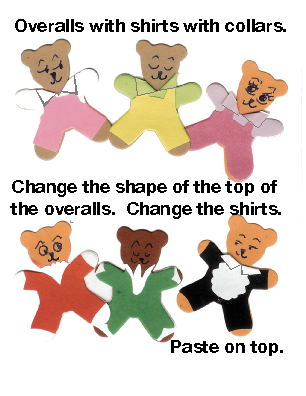 Overalls with shirts with collars.
Change the shape of the top of
the overalls.  Change the shirts.
Paste on top.